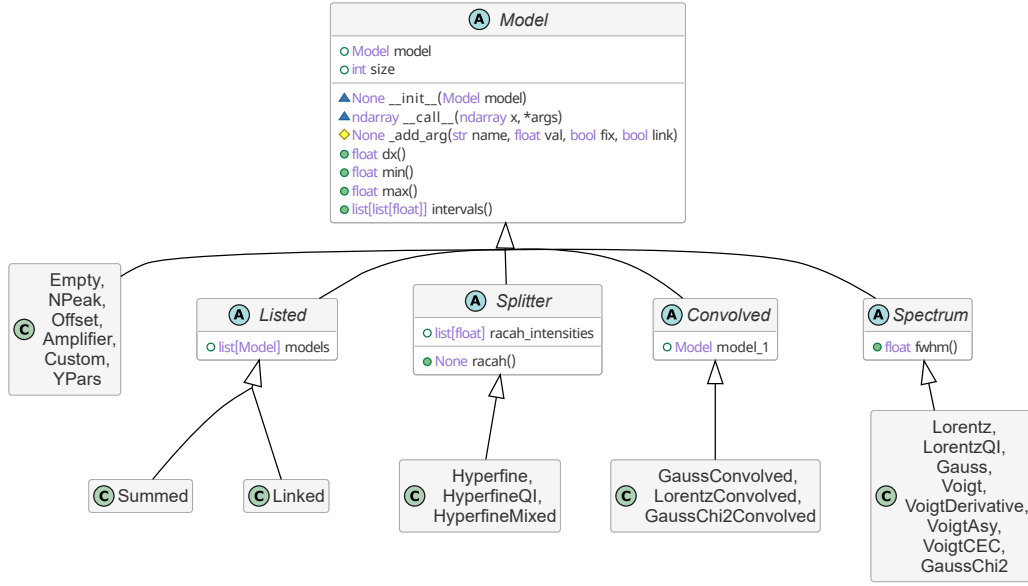 A Model
Model model
int size
None __init__(Model model)
ndarray __call__(ndarray x, *args)
None _add_arg(str name, float val, bool fix, bool link)
float dx()
float min()
float max()
list[list[float]] intervals()
C Empty,
NPeak,
Offset,
Amplifier,
Custom,
YPars
A Listed
list[Model] models
A Splitter
list[float] racah_intensities
None racah()
A Convolved
Model model_1
A Spectrum
float fwhm()
C Summed
C Linked
C Hyperfine,
HyperfineQI,
HyperfineMixed
C GaussConvolved,
LorentzConvolved,
GaussChi2Convolved
C Lorentz,
LorentzQI,
Gauss,
Voigt,
VoigtDerivative,
VoigtAsy,
VoigtCEC,
GaussChi2